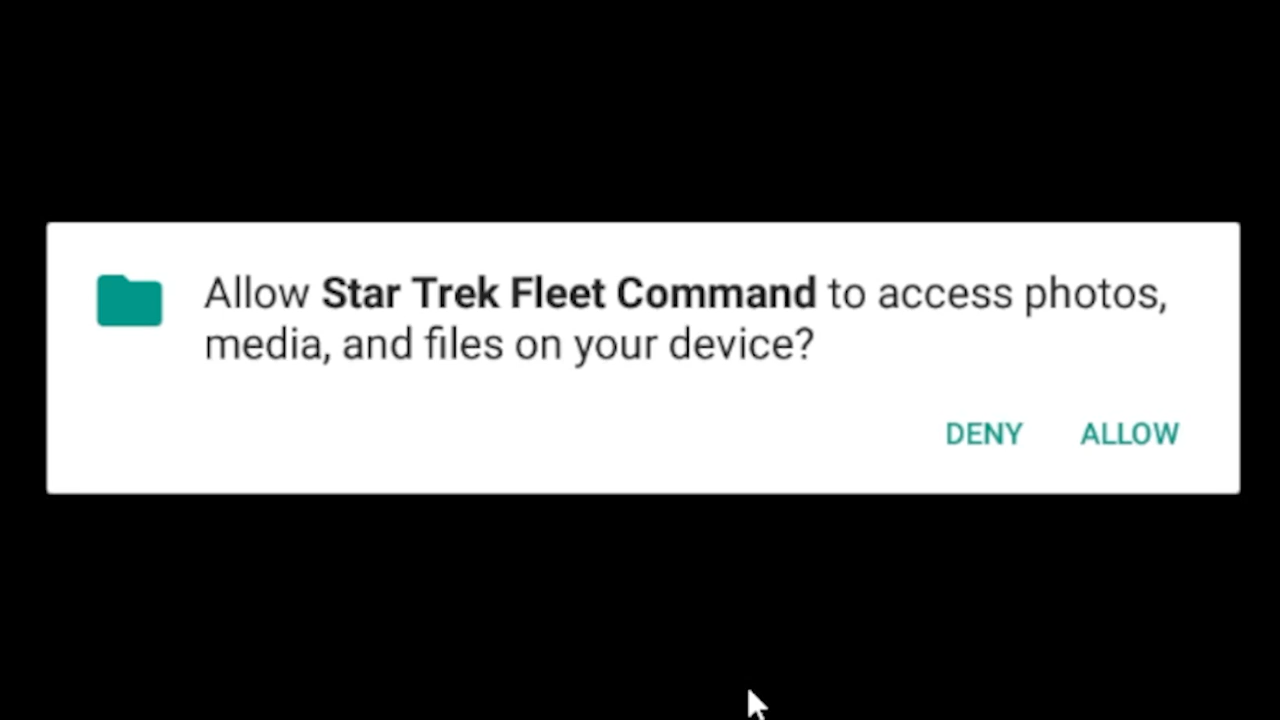 Allow Star Trek Fleet Command to access photos,
media, and files on your device?
DENY ALLOW